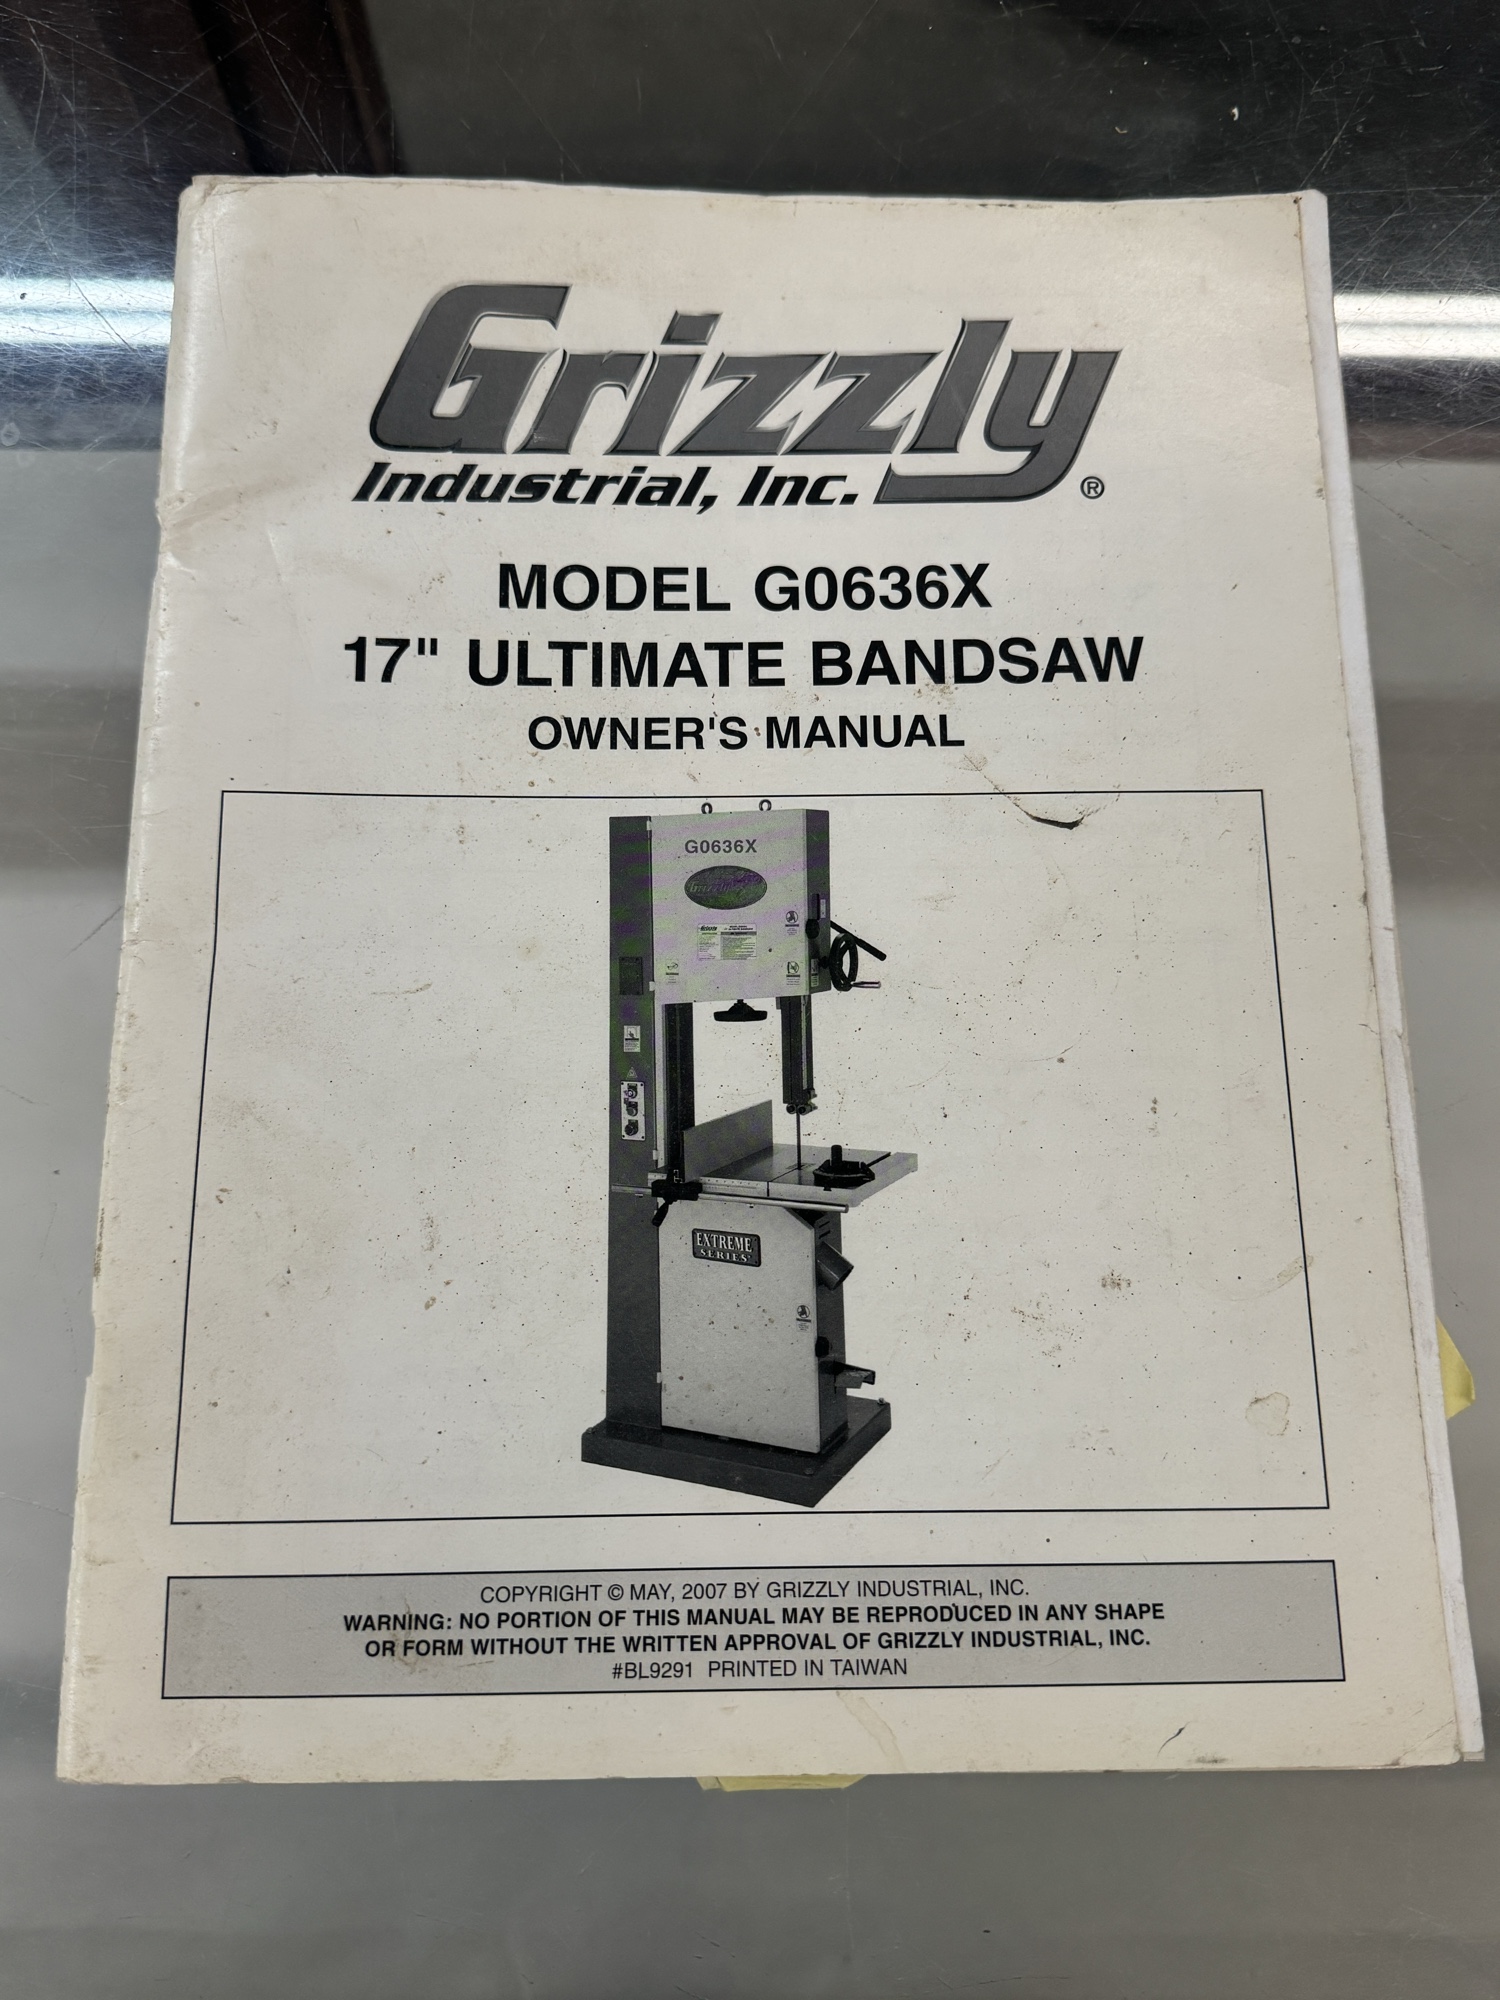 Grizzly
Industrial, Inc. ®
MODEL G0636X
17" ULTIMATE BANDSAW
OWNER'S MANUAL
G0636X
Grizzly
EXTREME
SERIES
COPYRIGHT © MAY, 2007 BY GRIZZLY INDUSTRIAL, INC.
WARNING: NO PORTION OF THIS MANUAL MAY BE REPRODUCED IN ANY SHAPE
OR FORM WITHOUT THE WRITTEN APPROVAL OF GRIZZLY INDUSTRIAL, INC.
#BL9291 PRINTED IN TAIWAN